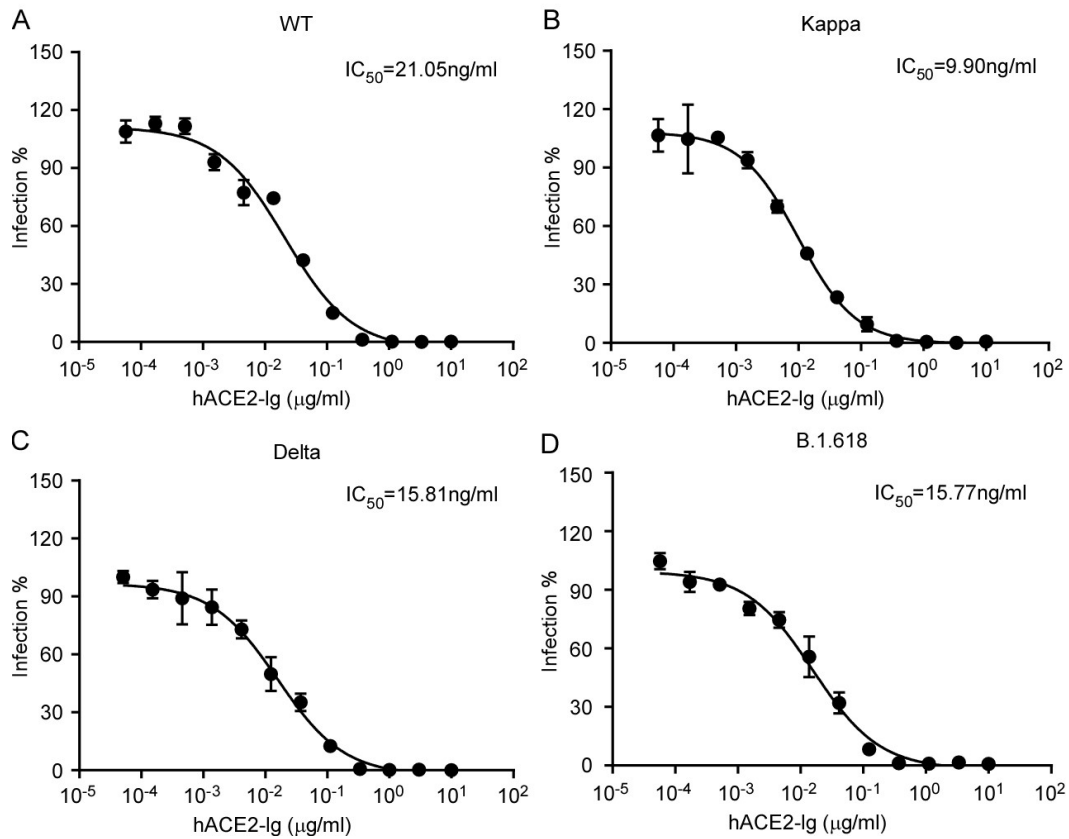 A
WT
IC50=21.05ng/ml
Infection %
150
120
90
60
30
0
10-5
10-4
10-3
10-2
10-1
100
101
102
hACE2-Ig (μg/ml)
B
Kappa
IC50=9.90ng/ml
Infection %
150
120
90
60
30
0
10-5
10-4
10-3
10-2
10-1
100
101
102
hACE2-Ig (μg/ml)
C
Delta
IC50=15.81ng/ml
Infection %
150
120
90
60
30
0
10-5
10-4
10-3
10-2
10-1
100
101
102
hACE2-Ig (μg/ml)
D
B.1.618
IC50=15.77ng/ml
Infection %
150
120
90
60
30
0
10-5
10-4
10-3
10-2
10-1
100
101
102
hACE2-Ig (μg/ml)